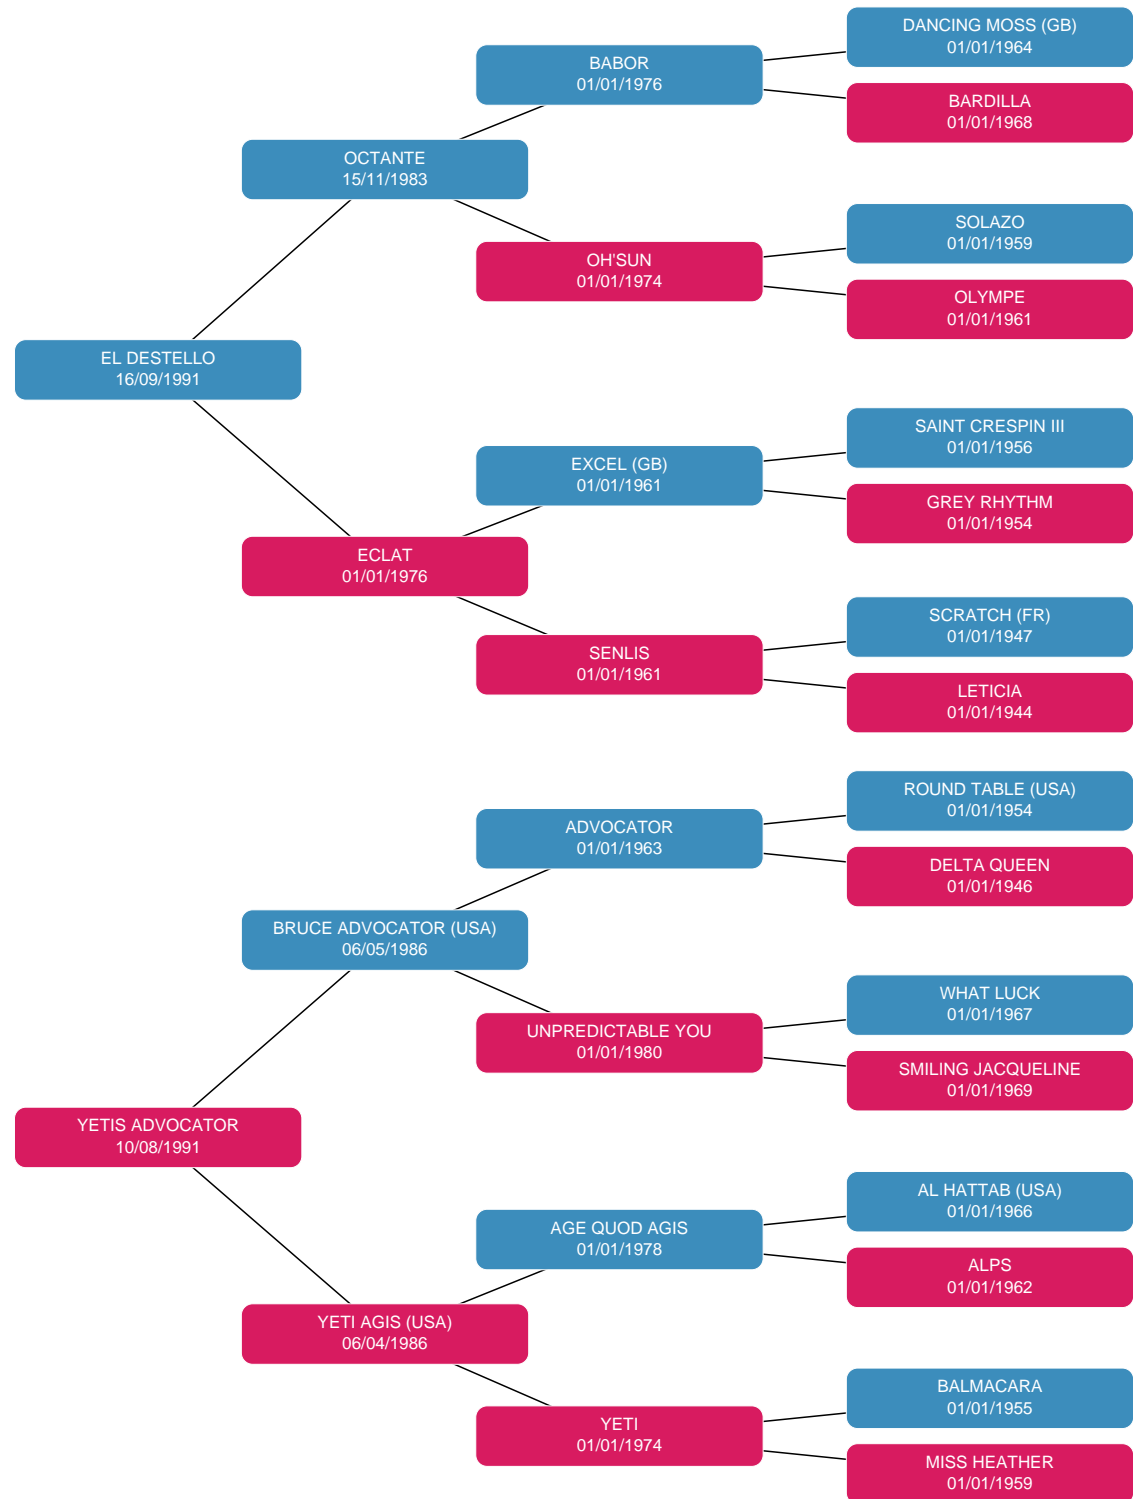 DANCING MOSS (GB)
01/01/1964
BABOR
01/01/1976
BARDILLA
01/01/1968
OCTANTE
15/11/1983
SOLAZO
01/01/1959
OH'SUN
01/01/1974
OLYMPE
01/01/1961
EL DESTELLO
16/09/1991
SAINT CRESPIN III
01/01/1956
EXCEL (GB)
01/01/1961
GREY RHYTHM
01/01/1954
ECLAT
01/01/1976
SCRATCH (FR)
01/01/1947
SENLIS
01/01/1961
LETICIA
01/01/1944
ROUND TABLE (USA)
01/01/1954
ADVOCATOR
01/01/1963
DELTA QUEEN
01/01/1946
BRUCE ADVOCATOR (USA)
06/05/1986
WHAT LUCK
01/01/1967
UNPREDICTABLE YOU
01/01/1980
SMILING JACQUELINE
01/01/1969
YETIS ADVOCATOR
10/08/1991
AL HATTAB (USA)
01/01/1966
AGE QUOD AGIS
01/01/1978
ALPS
01/01/1962
YETI AGIS (USA)
06/04/1986
BALMACARA
01/01/1955
YETI
01/01/1974
MISS HEATHER
01/01/1959